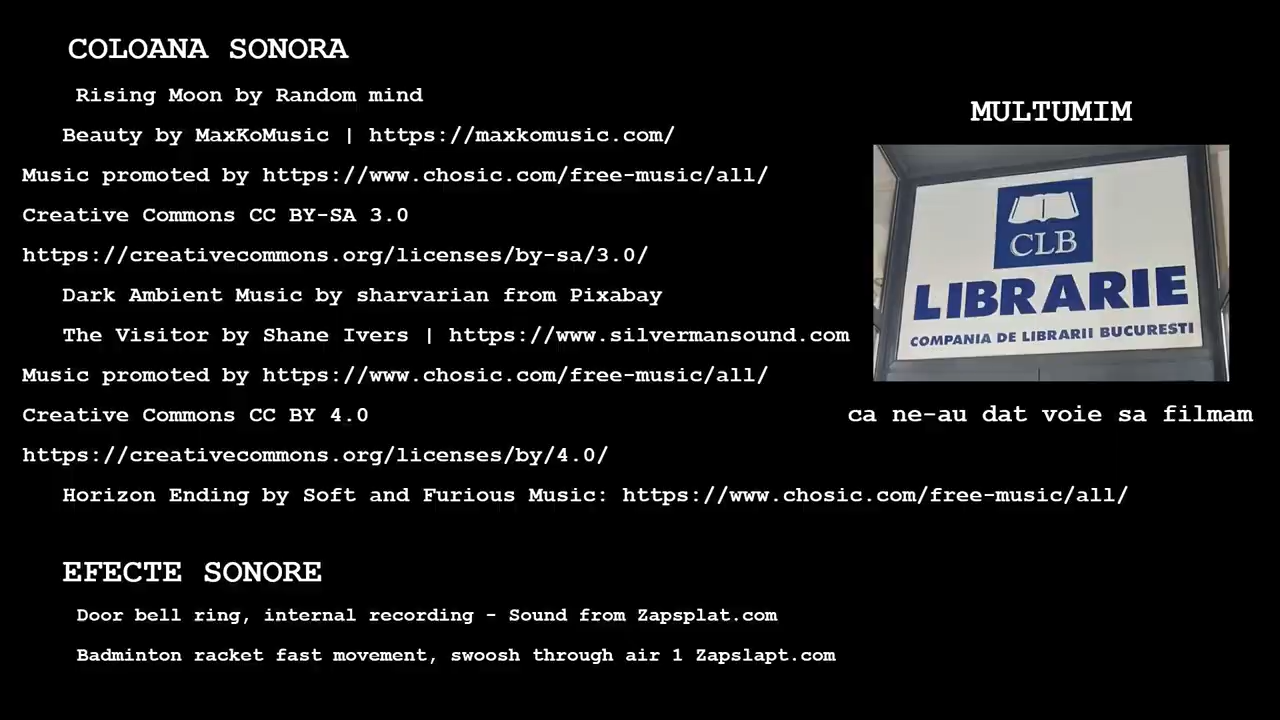 COLOANA SONORA
Rising Moon by Random mind
Beauty by MaxKoMusic | https://maxkomusic.com/
Music promoted by https://www.chosic.com/free-music/all/
Creative Commons CC BY-SA 3.0
https://creativecommons.org/licenses/by-sa/3.0/
Dark Ambient Music by sharvarian from Pixabay
The Visitor by Shane Ivers | https://www.silvermansound.com
Music promoted by https://www.chosic.com/free-music/all/
Creative Commons CC BY 4.0
https://creativecommons.org/licenses/by/4.0/
Horizon Ending by Soft and Furious Music: https://www.chosic.com/free-music/all/
EFECTE SONORE
Door bell ring, internal recording - Sound from Zapsplat.com
Badminton racket fast movement, swoosh through air 1 Zapslapt.com
MULTUMIM
CLB
LIBRARIE
COMPANIA DE LIBRARII BUCURESTI
ca ne-au dat voie sa filmam